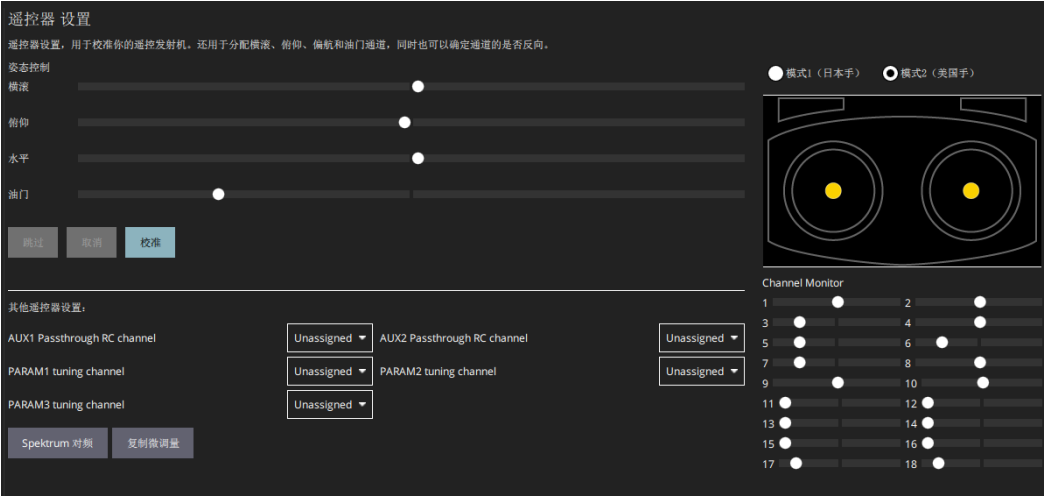 遥控器 设置
遥控器设置，用于校准你的遥控发射机。还用于分配横滚、俯仰、偏航和油门通道，同时也可以确定通道的是否反向。
姿态控制
横滚
俯仰
水平
油门
跳过 取消 校准
模式1（日本手） 模式2（美国手）
Channel Monitor
1 2
3 4
5 6
7 8
9 10
11 12
13 14
15 16
17 18
其他遥控器设置：
AUX1 Passthrough RC channel Unassigned AUX2 Passthrough RC channel Unassigned
PARAM1 tuning channel Unassigned PARAM2 tuning channel Unassigned
PARAM3 tuning channel Unassigned
Spektrum 对频 复制微调量